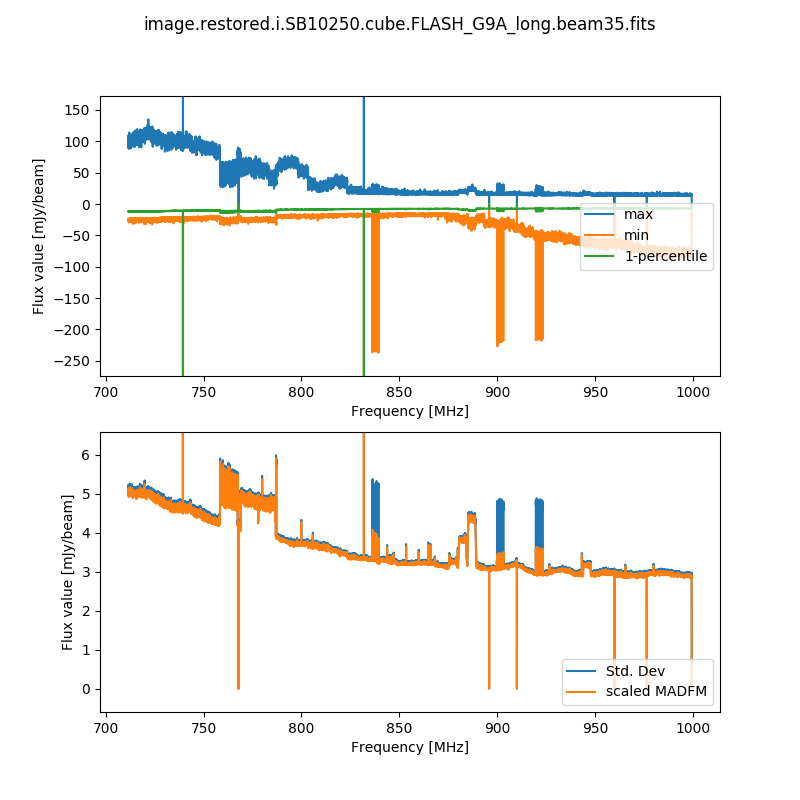 image.restored.i.SB10250.cube.FLASH_G9A_long.beam35.fits
150
100
50
0
−50
−100
−150
−200
−250
Flux value [mJy/beam]
max
min
1-percentile
700 750 800 850 900 950 1000
Frequency [MHz]
6
5
4
3
2
1
0
Flux value [mJy/beam]
Std. Dev
scaled MADFM
700 750 800 850 900 950 1000
Frequency [MHz]